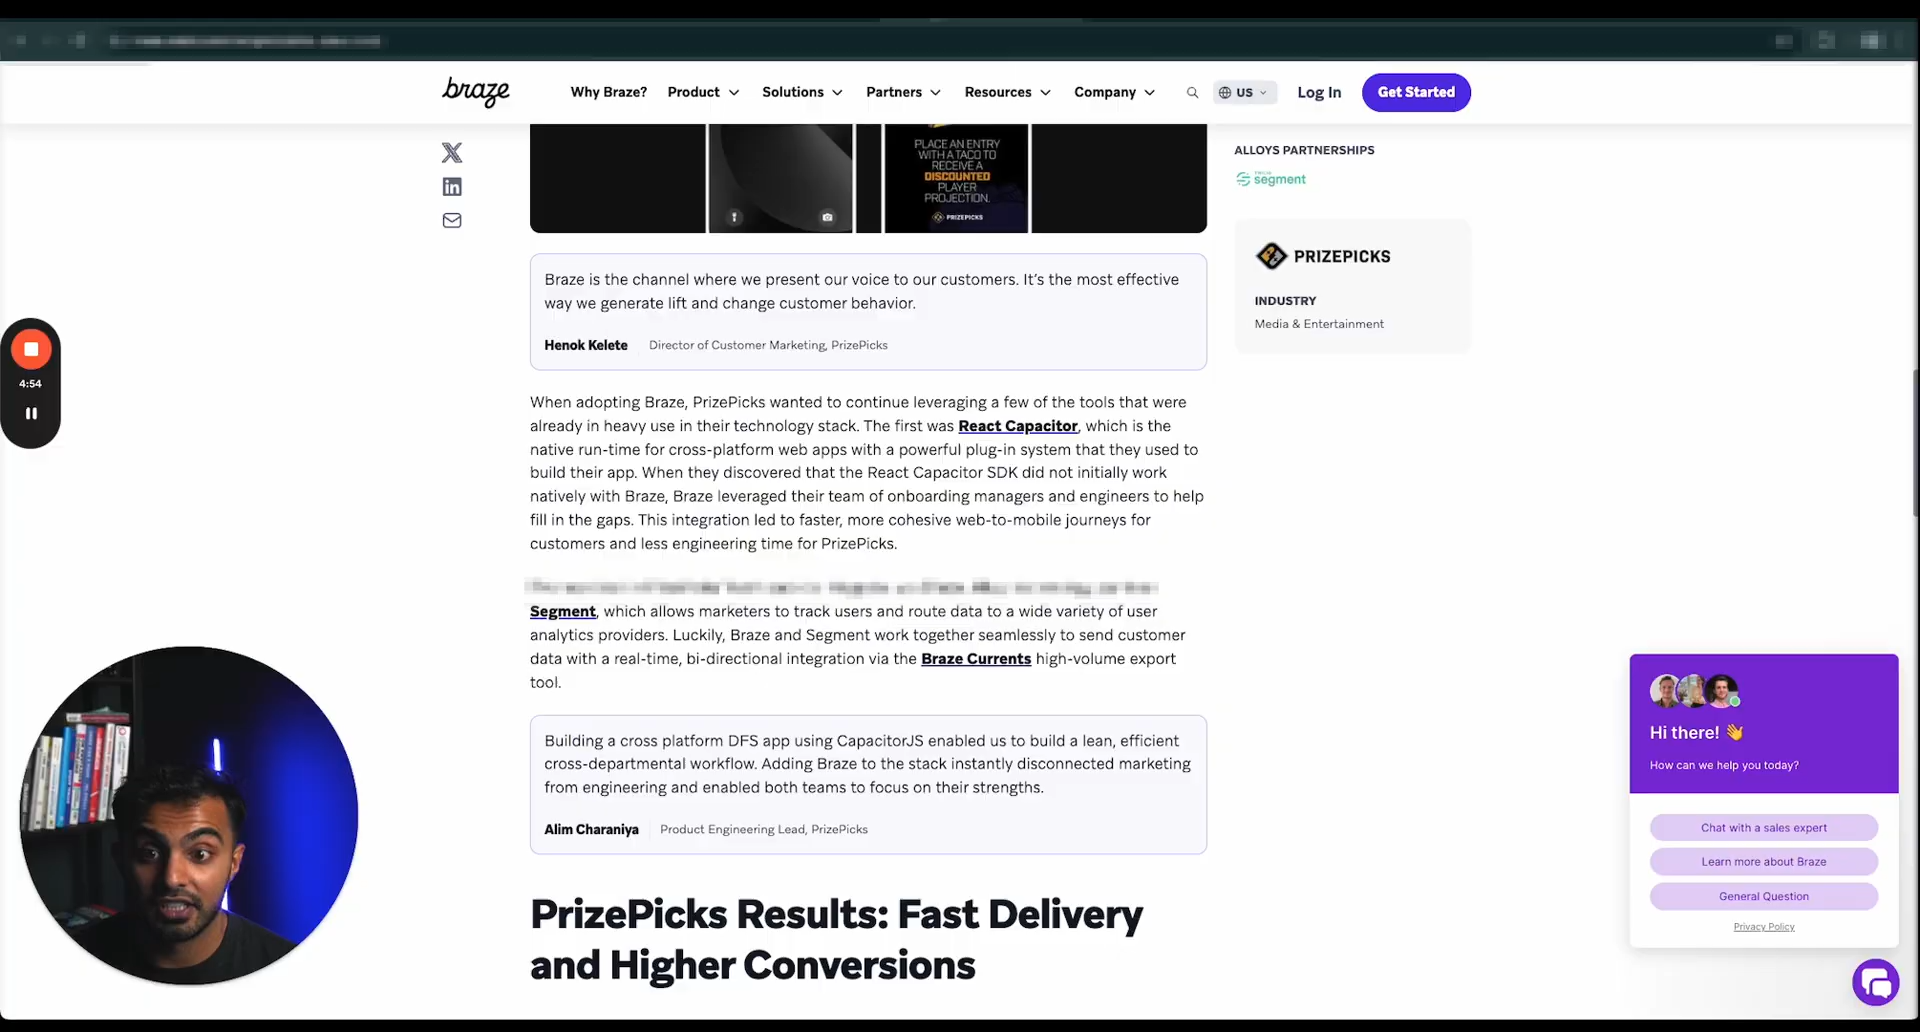 braze
Why Braze?
Product
Solutions
Partners
Resources
Company
US
Log In
Get Started
PLACE AN ENTRY
WITH A TACO TO
RECEIVE A
DISCOUNTED
PLAYER
PROJECTION.
PRIZEPICKS
ALLOYS PARTNERSHIPS
segment
PRIZEPICKS
INDUSTRY
Media & Entertainment
Braze is the channel where we present our voice to our customers. It’s the most effective
way we generate lift and change customer behavior.
Henok Kelete Director of Customer Marketing, PrizePicks
4:54
When adopting Braze, PrizePicks wanted to continue leveraging a few of the tools that were
already in heavy use in their technology stack. The first was React Capacitor, which is the
native run-time for cross-platform web apps with a powerful plug-in system that they used to
build their app. When they discovered that the React Capacitor SDK did not initially work
natively with Braze, Braze leveraged their team of onboarding managers and engineers to help
fill in the gaps. This integration led to faster, more cohesive web-to-mobile journeys for
customers and less engineering time for PrizePicks.
Segment, which allows marketers to track users and route data to a wide variety of user
analytics providers. Luckily, Braze and Segment work together seamlessly to send customer
data with a real-time, bi-directional integration via the Braze Currents high-volume export
tool.
Building a cross platform DFS app using CapacitorJS enabled us to build a lean, efficient
cross-departmental workflow. Adding Braze to the stack instantly disconnected marketing
from engineering and enabled both teams to focus on their strengths.
Alim Charaniya Product Engineering Lead, PrizePicks
PrizePicks Results: Fast Delivery
and Higher Conversions
Hi there! 👋
How can we help you today?
Chat with a sales expert
Learn more about Braze
General Question
Privacy Policy